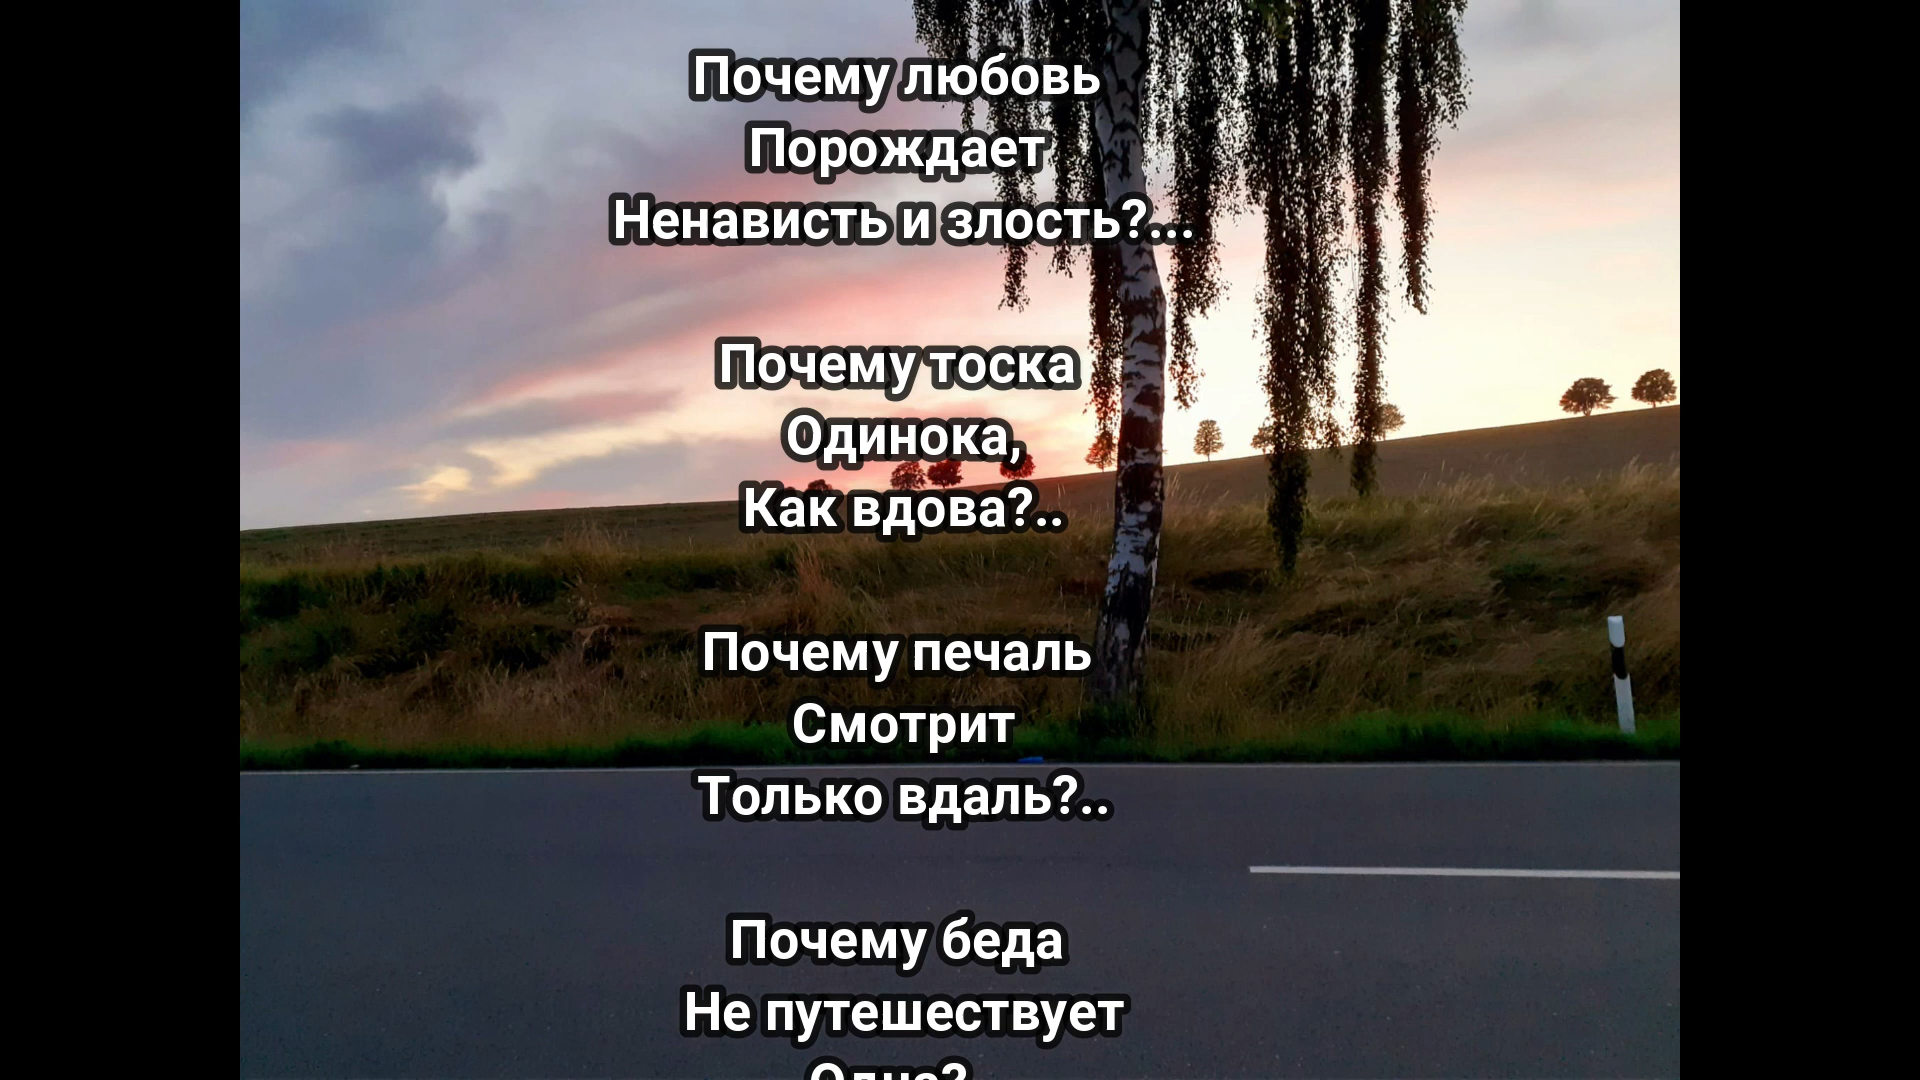 Почему любовь
Порождает
Ненависть и злость?...
Почему тоска
Одинока,
Как вдова?..
Почему печаль
Смотрит
Только вдаль?..
Почему беда
Не путешествует